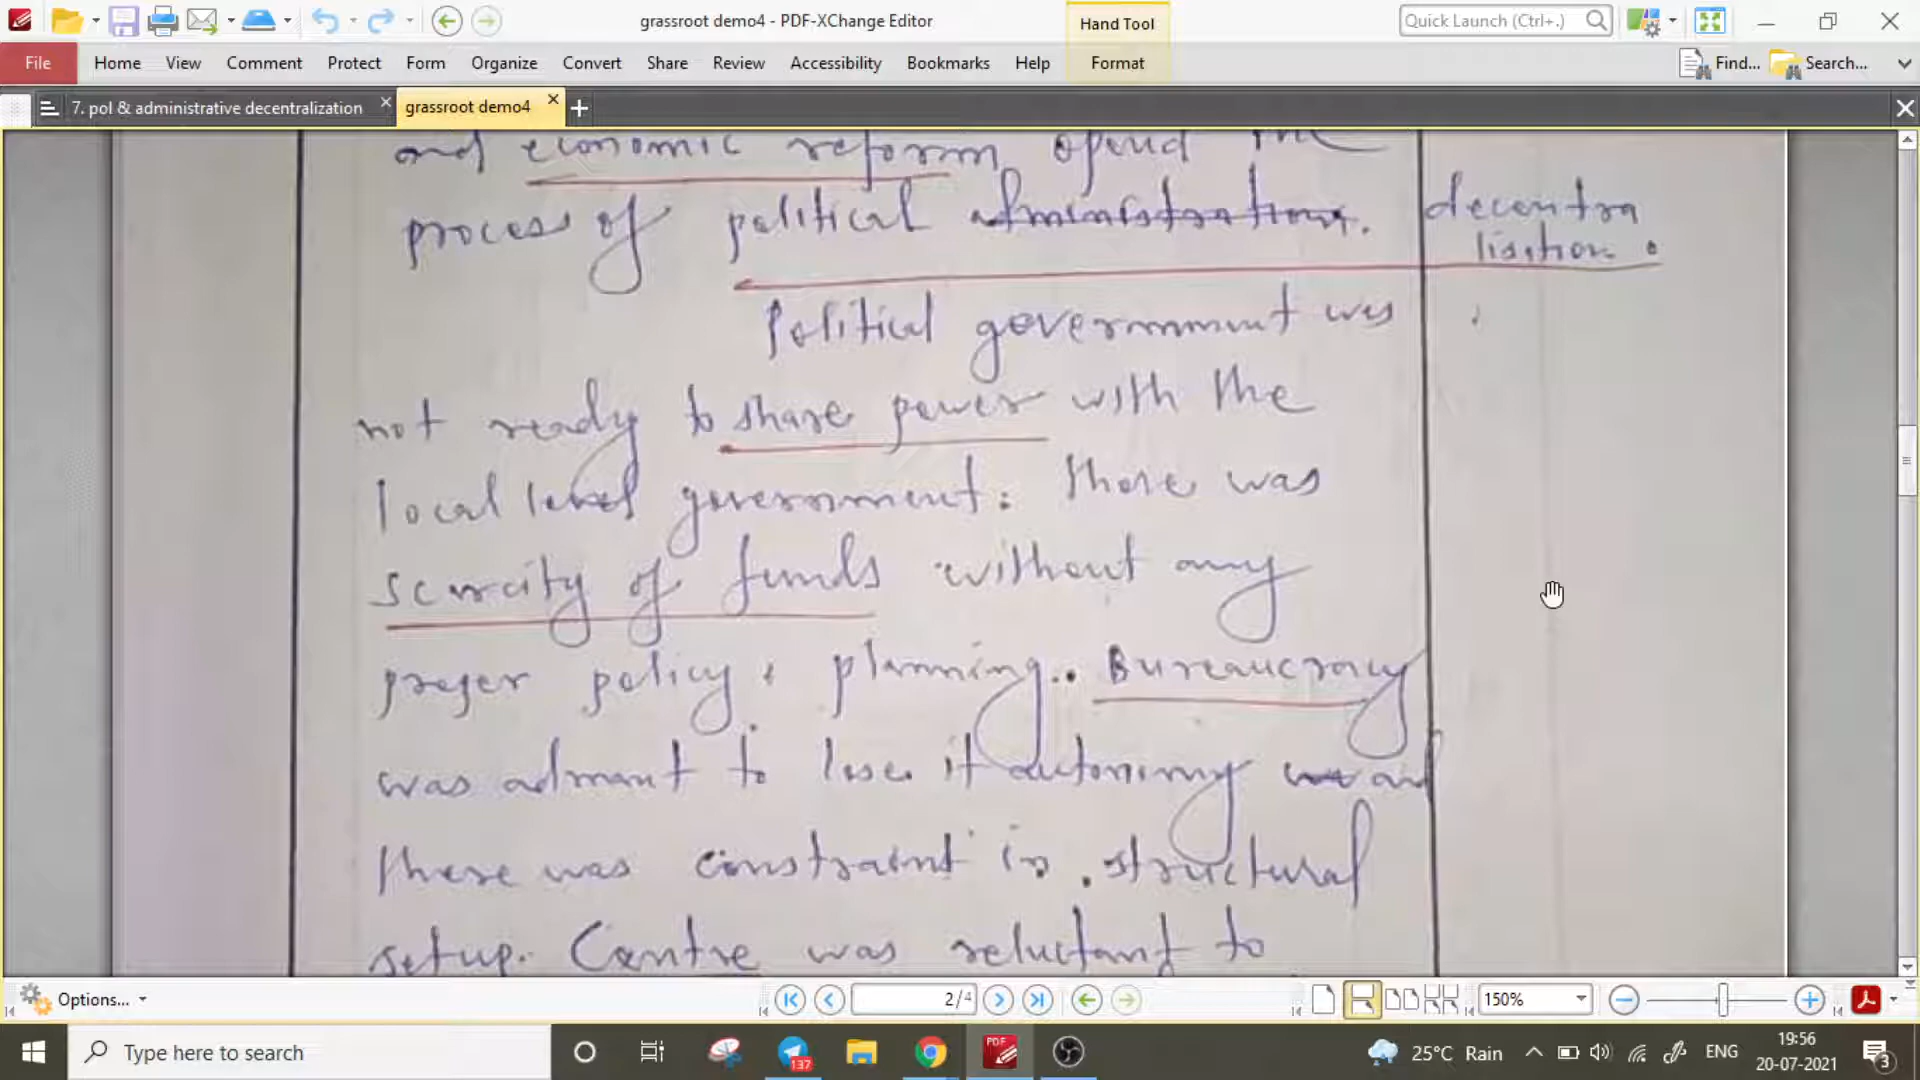 grassroot demo4 - PDF-XChange Editor
Hand Tool
Quick Launch (Ctrl+.)
File Home View Comment Protect Form Organize Convert Share Review Accessibility Bookmarks Help Format Find... Search...
7. pol & administrative decentralization grassroot demo4
and economic reform opend the
process of political administration. decentra
lisation.
Political government was
not ready to share power with the
local level government. There was
scarcity of funds without any
proper policy, planning.. Bureaucracy
was admant to lose it autonomy and
there was constraint in structural
setup. Centre was reluctant to
Options... 2/4 150%
Type here to search 137 25°C Rain ENG 19:56
20-07-2021 3